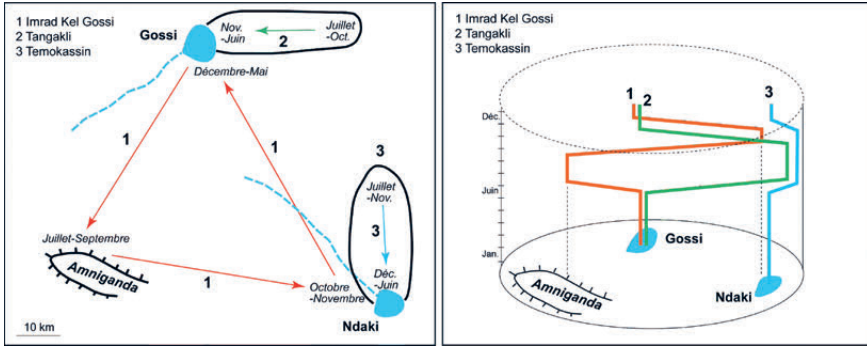 1 Imrad Kel Gossi
2 Tangakli
3 Temokassin
Gossi
Nov.
-Juin
2
Juillet
-Oct.
Décembre-Mai
1
1
3
Juillet
-Nov.
3
Juillet-Septembre
Amniganda
1
Octobre
-Novembre
Déc.
-Juin
Ndaki
10 km
1 Imrad Kel Gossi
2 Tangakli
3 Temokassin
1
2
3
Déc.
Juin
Jan.
Gossi
Amniganda
Ndaki